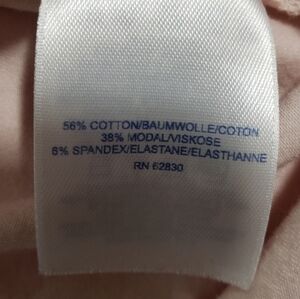 56% COTTON/BAUMWOLLE/COTON
38% MODAL/VISKOSE
6% SPANDEX/ELASTANE/ELASTHANNE
RN 62830